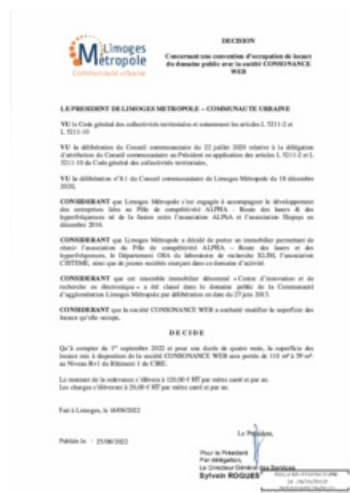 Limoges
Métropole
Communauté urbaine
DECISION
Concernant une convention d'occupation de locaux
du domaine public avec la société CONSONANCE
WEB
LE PRESIDENT DE LIMOGES METROPOLE – COMMUNAUTE URBAINE
VU le Code général des collectivités territoriales et notamment les articles L 5211-2 et
L 5211-10
VU la délibération du Conseil communautaire du 22 juillet 2020 relative à la délégation
d'attribution du Conseil communautaire au Président en application des articles L 5211-2 et L
5211-10 du Code général des collectivités territoriales,
VU la délibération n°8.1 du Conseil communautaire de Limoges Métropole du 18 décembre
2020,
CONSIDERANT que Limoges Métropole s'est engagée à accompagner le développement
des entreprises liées au Pôle de compétitivité ALPHA – Route des lasers & des
hyperfréquences né de la fusion entre l'association ALPhA et l'association Elopsys en
décembre 2016.
CONSIDERANT que Limoges Métropole a décidé de porter un immobilier permettant de
réunir l'association du Pôle de compétitivité ALPHA – Route des lasers et des
hyperfréquences, le Département OSA du laboratoire de recherche XLIM, l'association
CISTEME, ainsi que de jeunes sociétés exerçant dans ce domaine d'activité.
CONSIDERANT que cet ensemble immobilier dénommé « Centre d'innovation et de
recherche en électronique » a été classé dans le domaine public de la Communauté
d'agglomération Limoges Métropole par délibération en date du 27 juin 2013.
CONSIDERANT que la société CONSONANCE WEB a souhaité modifier la superficie des
locaux qu'elle occupe,
D E C I D E
Qu'à compter du 1er septembre 2022 et pour une durée de quatre mois, la superficie des
locaux mis à disposition de la société CONSONANCE WEB sera portée de 110 m² à 59 m²
au Niveau R+1 du Bâtiment 1 de CIRE.
Le montant de la redevance s'élèvera à 120,00 € HT par mètre carré et par an.
Les charges s'élèveront à 20,00 € HT par mètre carré et par an.
Fait à Limoges, le 16/08/2022
Publiée le : 25/08/2022
Le Président,
Pour le Président
Par délégation,
Le Directeur Général des Services
Sylvain ROQUES